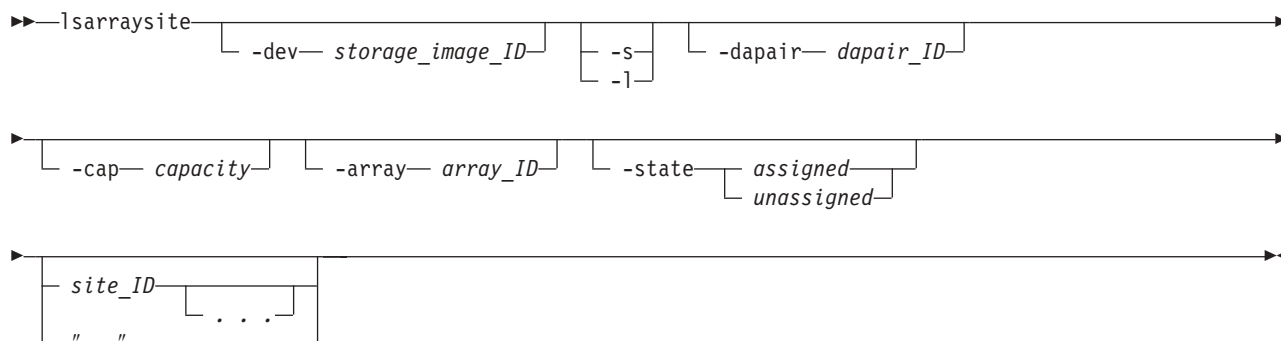 lsarraysite -dev storage_image_ID -s -dapair dapair_ID
-l
-cap capacity -array array_ID -state assigned
unassigned
site_ID
. . .
" "